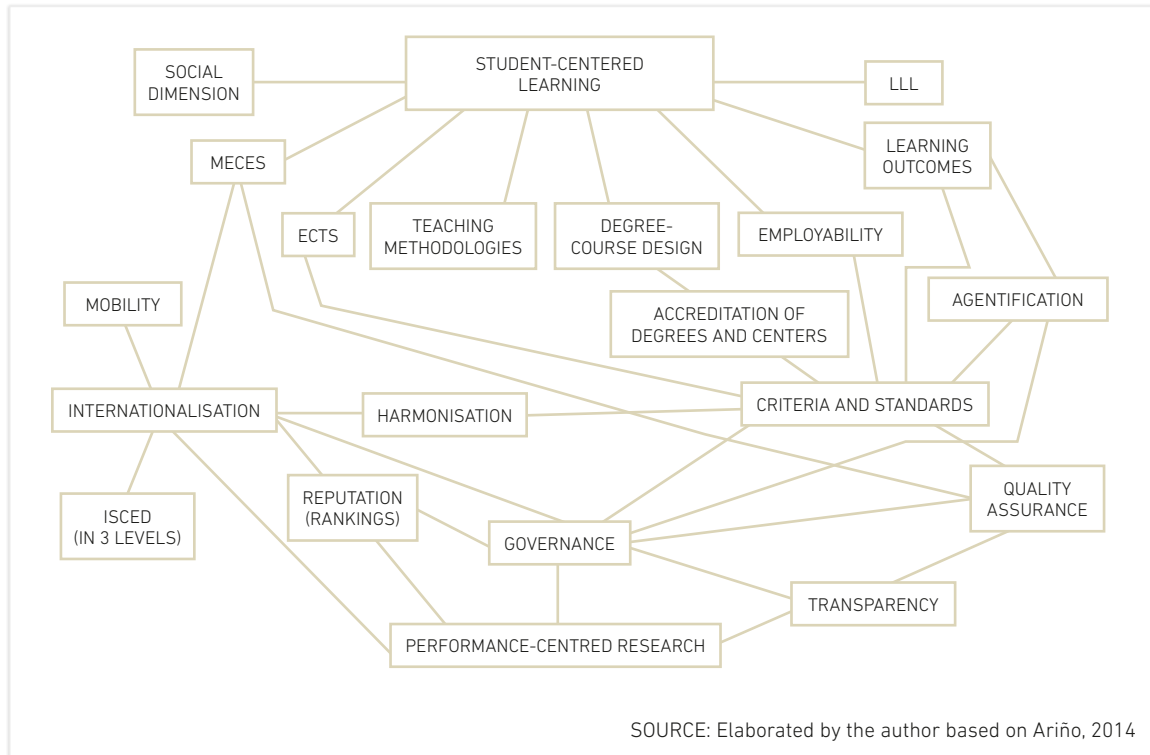 SOCIAL
DIMENSION
STUDENT-CENTERED
LEARNING
LLL
MECES
LEARNING
OUTCOMES
ECTS
TEACHING
METHODOLOGIES
DEGREE-
COURSE DESIGN
EMPLOYABILITY
MOBILITY
ACCREDITATION OF
DEGREES AND CENTERS
AGENTIFICATION
INTERNATIONALISATION
HARMONISATION
CRITERIA AND STANDARDS
ISCED
(IN 3 LEVELS)
REPUTATION
(RANKINGS)
GOVERNANCE
QUALITY
ASSURANCE
TRANSPARENCY
PERFORMANCE-CENTRED RESEARCH
SOURCE: Elaborated by the author based on Ariño, 2014